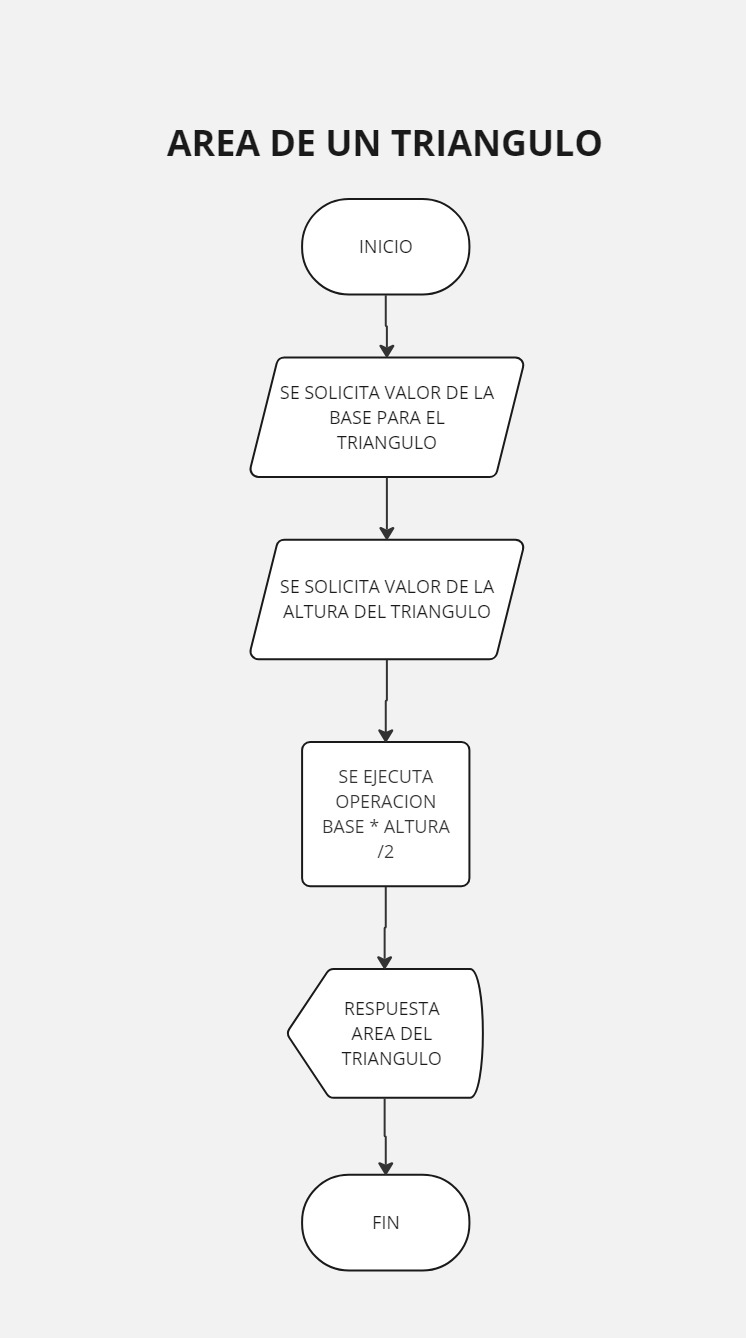 AREA DE UN TRIANGULO
INICIO
SE SOLICITA VALOR DE LA
BASE PARA EL
TRIANGULO
SE SOLICITA VALOR DE LA
ALTURA DEL TRIANGULO
SE EJECUTA
OPERACION
BASE * ALTURA
/2
RESPUESTA
AREA DEL
TRIANGULO
FIN